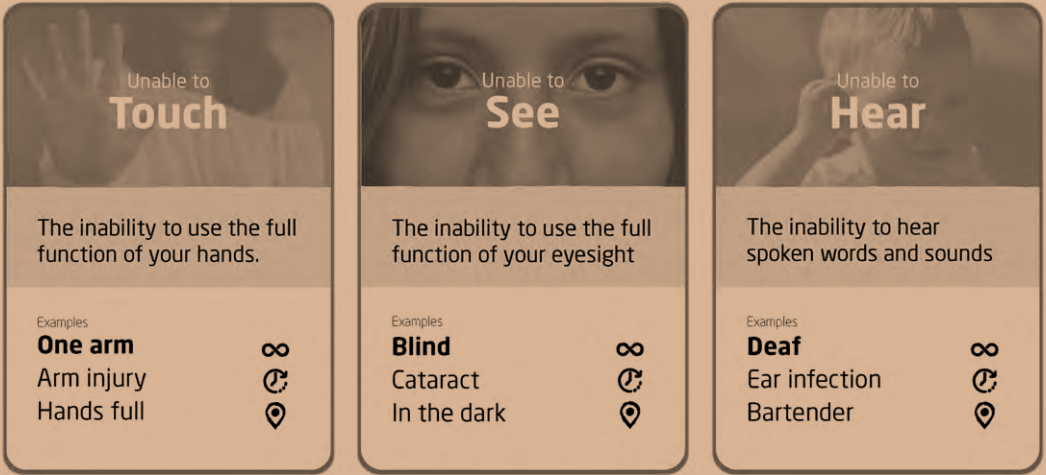 Unable to
Touch
The inability to use the full
function of your hands.
Examples
One arm
Arm injury
Hands full
Unable to
See
The inability to use the full
function of your eyesight
Examples
Blind
Cataract
In the dark
Unable to
Hear
The inability to hear
spoken words and sounds
Examples
Deaf
Ear infection
Bartender